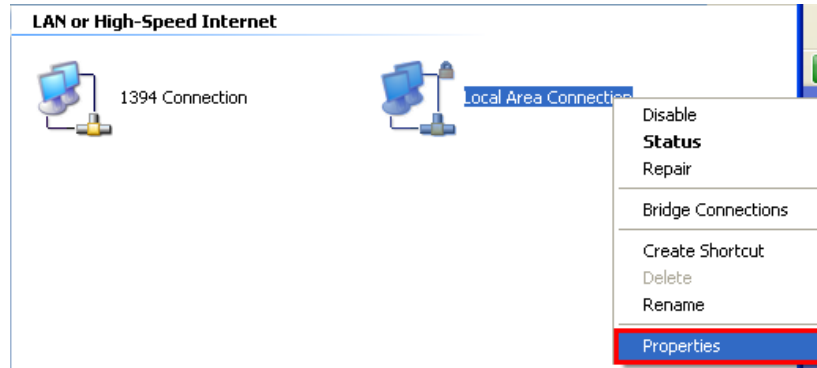 LAN or High-Speed Internet
1394 Connection
Local Area Connection
Disable
Status
Repair
Bridge Connections
Create Shortcut
Delete
Rename
Properties